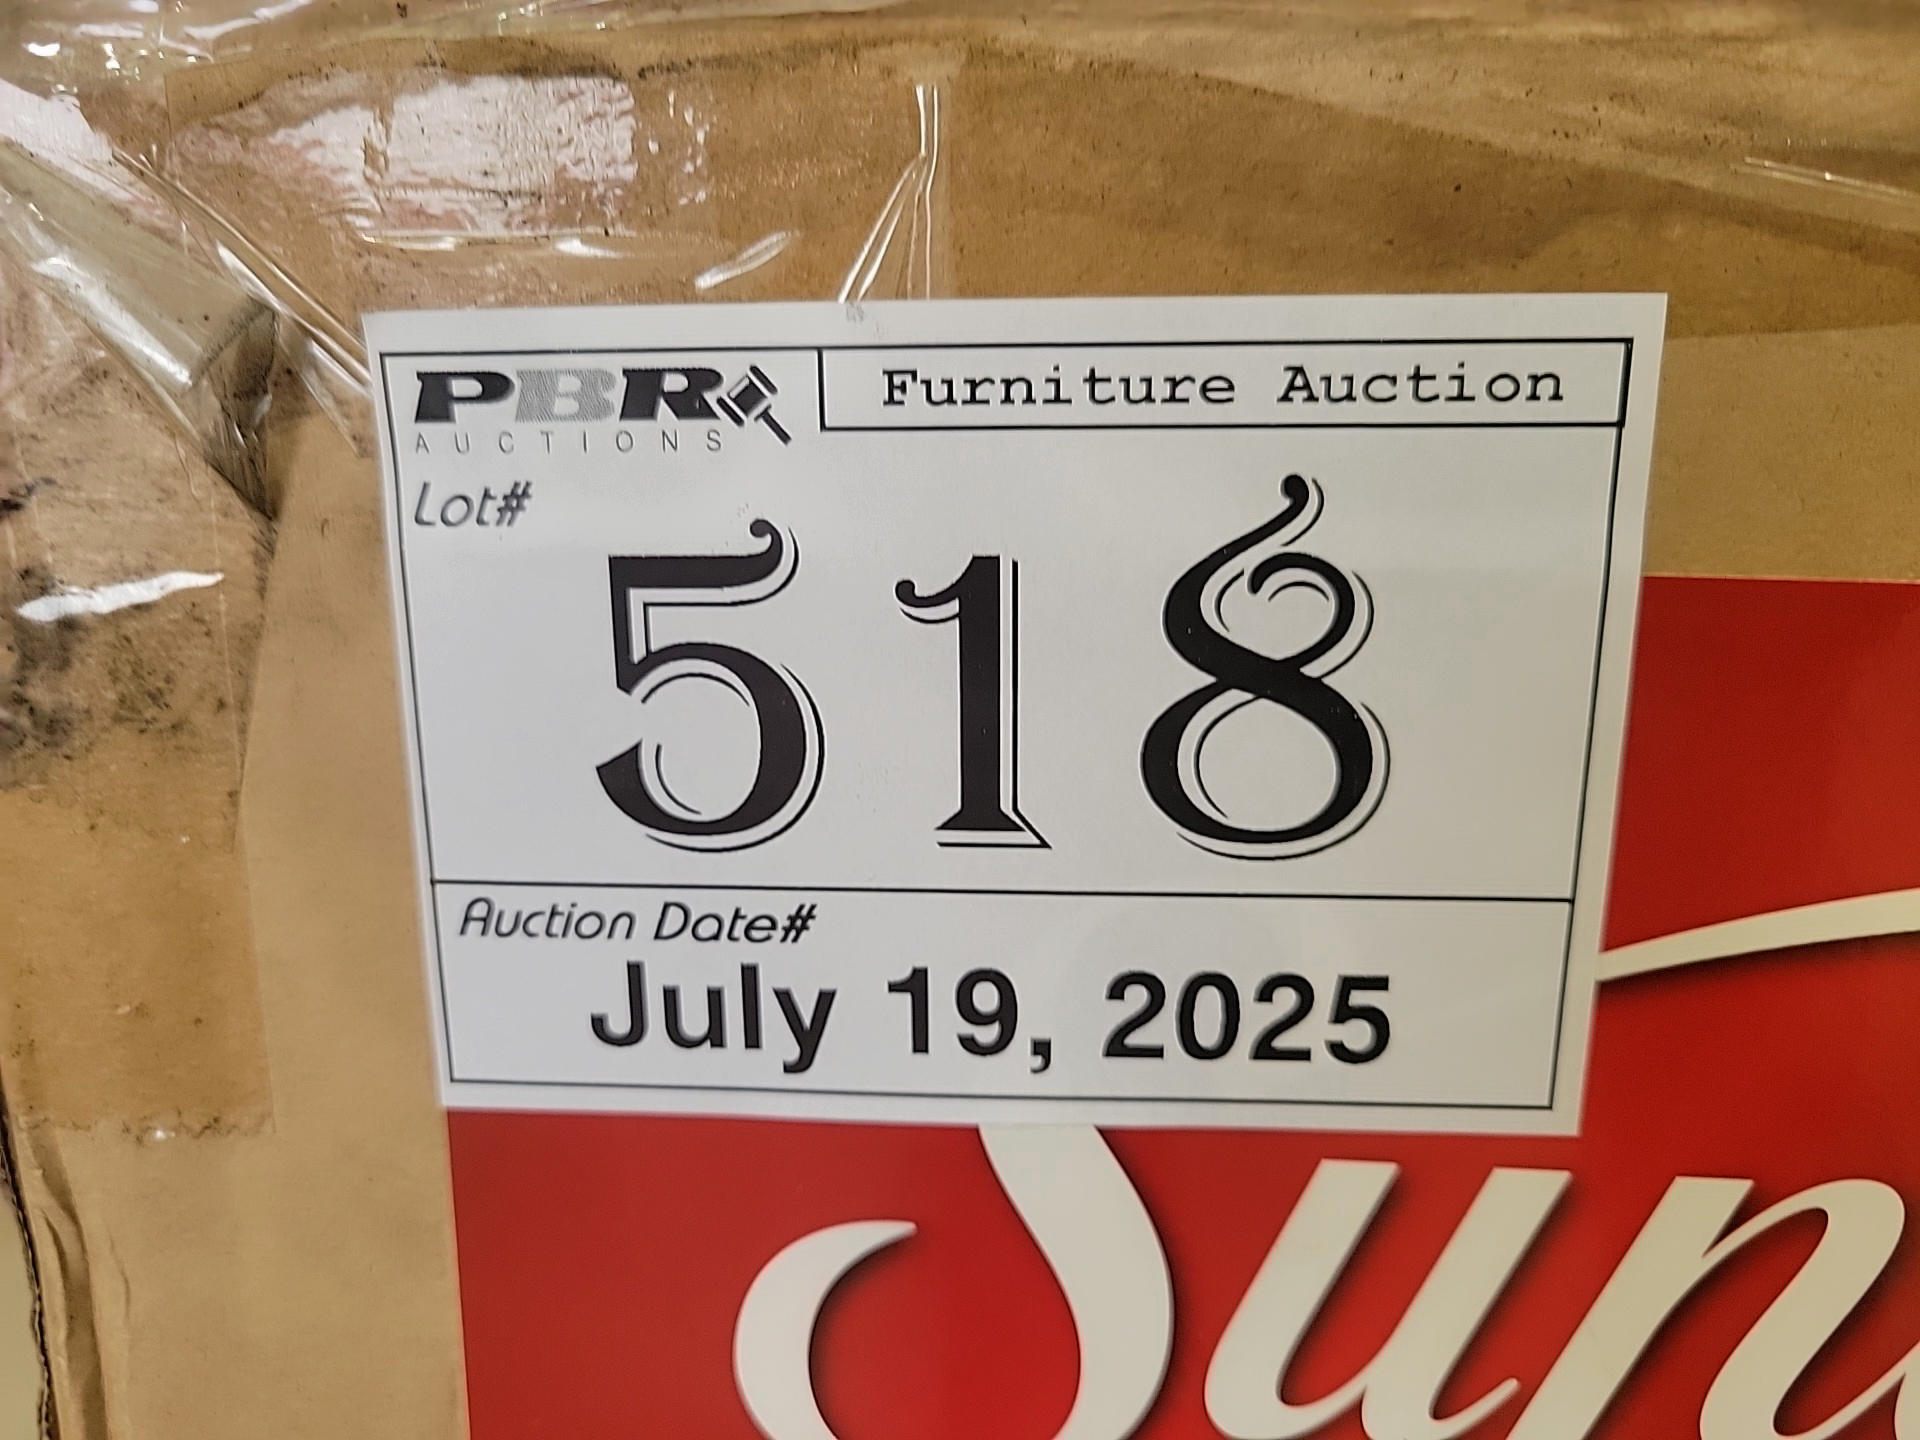 PBR
AUCTIONS
Furniture Auction
Lot#
518
Auction Date#
July 19, 2025